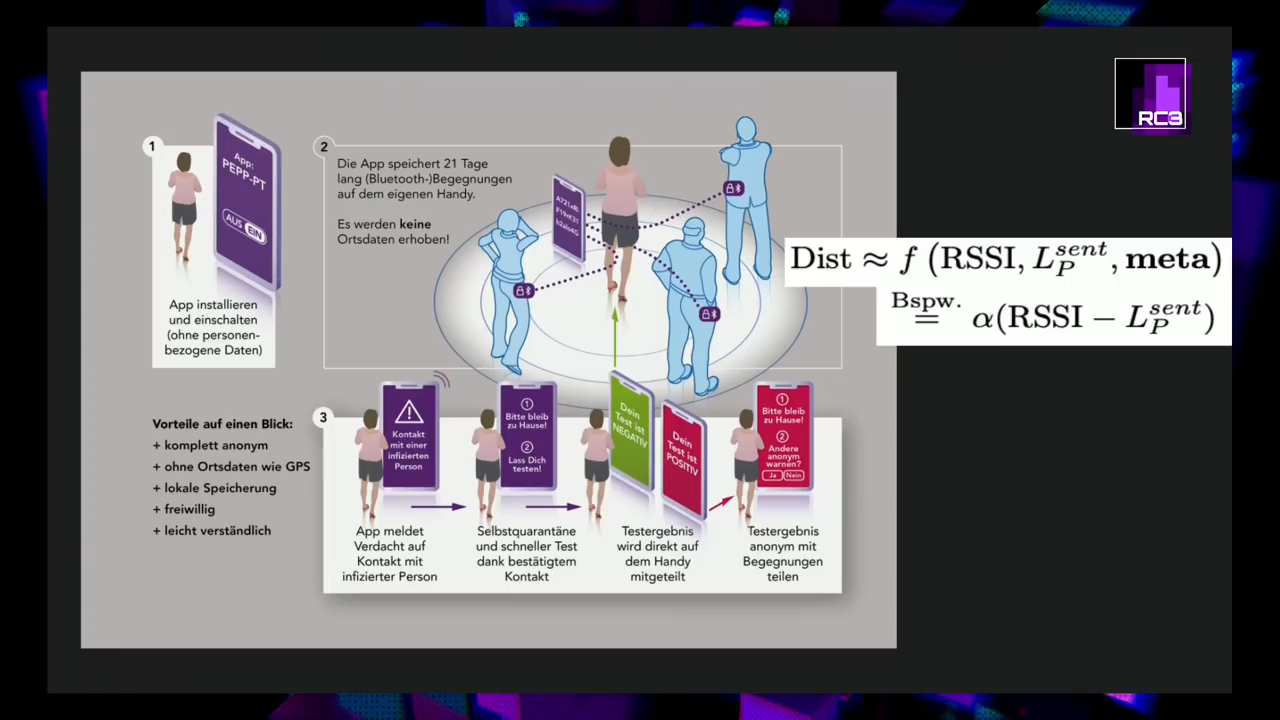 RC3
1
App:
PEPP-PT
AUS EIN
App installieren
und einschalten
(ohne personen-
bezogene Daten)
2
Die App speichert 21 Tage
lang (Bluetooth-)Begegnungen
auf dem eigenen Handy.
Es werden keine
Ortsdaten erhoben!
Dist ≈ f (RSSI, L_P^sent, meta)
Bspw.
= α(RSSI − L_P^sent)
Vorteile auf einen Blick:
+ komplett anonym
+ ohne Ortsdaten wie GPS
+ lokale Speicherung
+ freiwillig
+ leicht verständlich
3
Kontakt
mit einer
infizierten
Person
App meldet
Verdacht auf
Kontakt mit
infizierter Person
1
Bitte bleib
zu Hause!
2
Lass Dich
testen!
Selbstquarantäne
und schneller Test
dank bestätigtem
Kontakt
Dein
Test ist
NEGATIV
Dein
Test ist
POSITIV
Testergebnis
wird direkt auf
dem Handy
mitgeteilt
1
Bitte bleib
zu Hause!
2
Andere
anonym
warnen?
Ja Nein
Testergebnis
anonym mit
Begegnungen
teilen